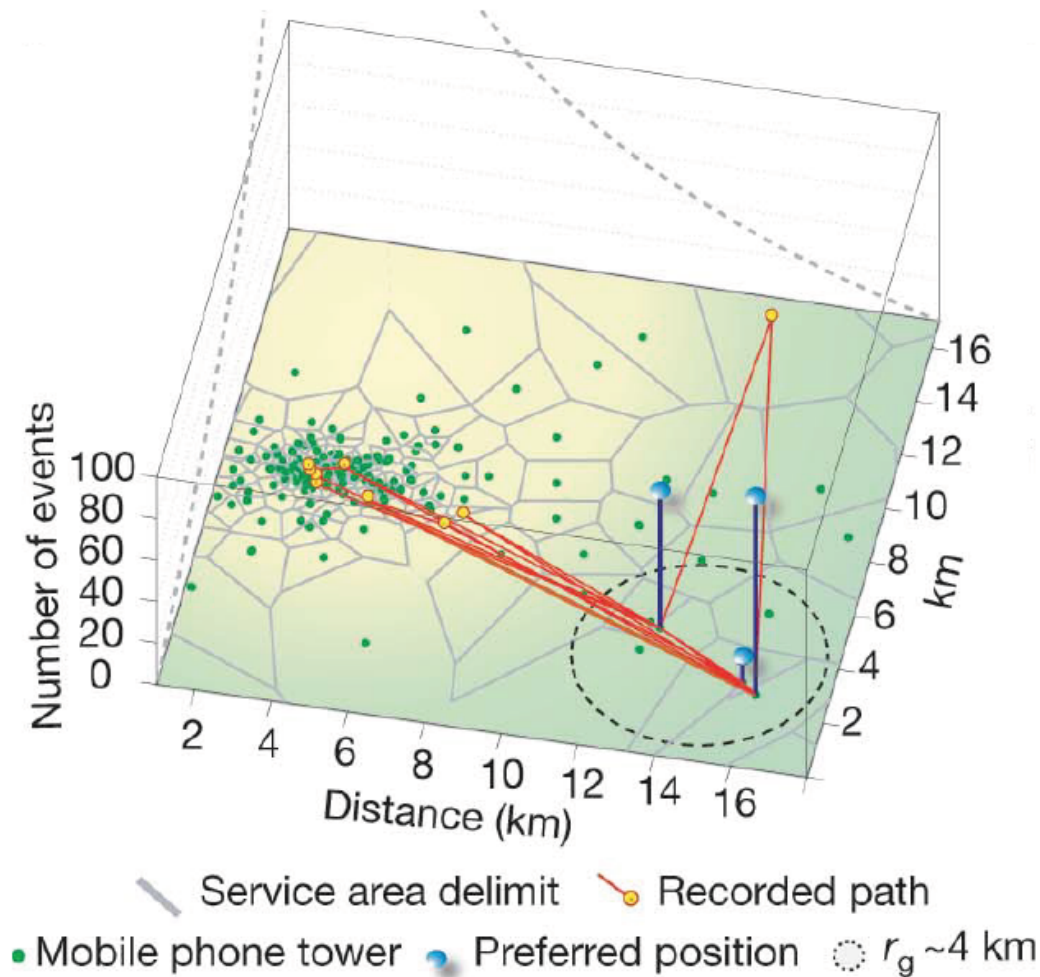 Number of events
100
80
60
40
20
0
2
4
6
8
10
12
14
16
Distance (km)
16
14
12
10
8
6
4
2
km
Service area delimit
Recorded path
Mobile phone tower
Preferred position
rg ~4 km